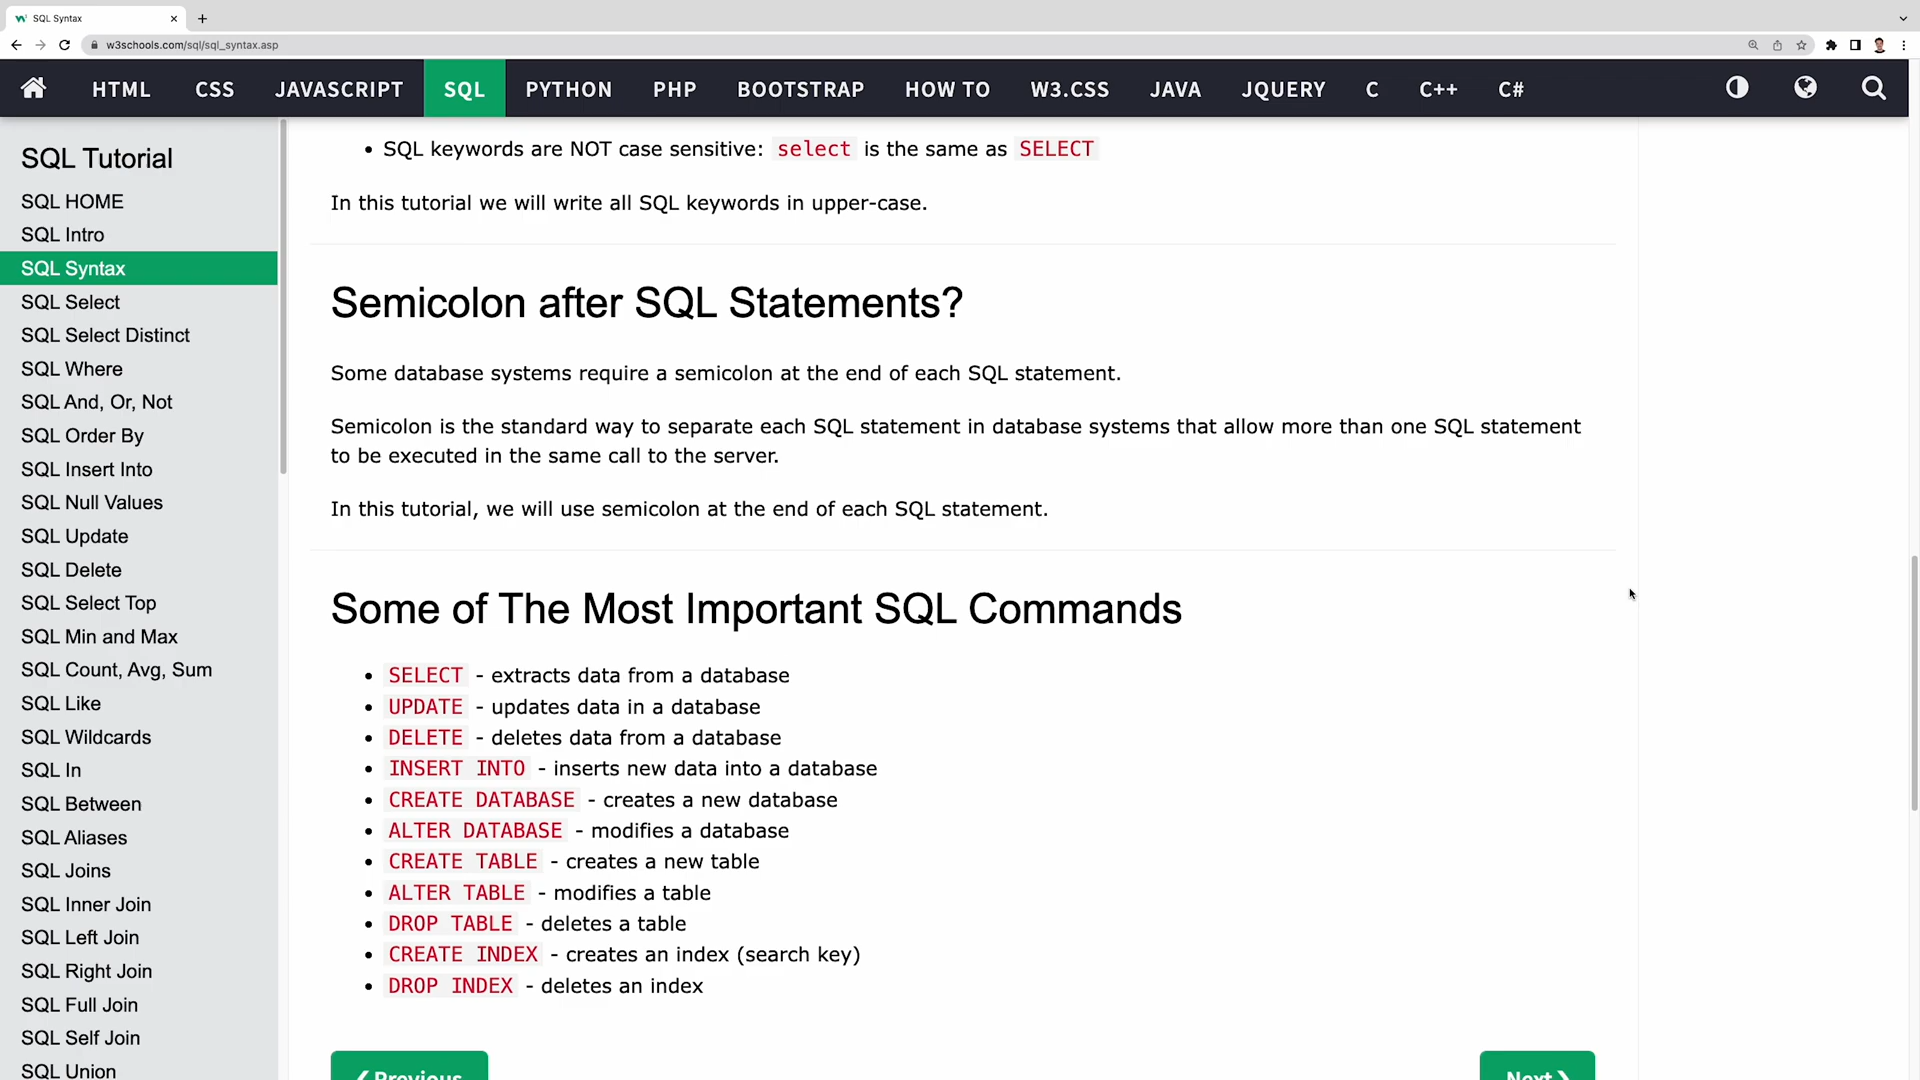 SQL Syntax
w3schools.com/sql/sql_syntax.asp
HTML CSS JAVASCRIPT SQL PYTHON PHP BOOTSTRAP HOW TO W3.CSS JAVA JQUERY C C++ C#
SQL Tutorial
SQL HOME
SQL Intro
SQL Syntax
SQL Select
SQL Select Distinct
SQL Where
SQL And, Or, Not
SQL Order By
SQL Insert Into
SQL Null Values
SQL Update
SQL Delete
SQL Select Top
SQL Min and Max
SQL Count, Avg, Sum
SQL Like
SQL Wildcards
SQL In
SQL Between
SQL Aliases
SQL Joins
SQL Inner Join
SQL Left Join
SQL Right Join
SQL Full Join
SQL Self Join
SQL Union
• SQL keywords are NOT case sensitive: select is the same as SELECT
In this tutorial we will write all SQL keywords in upper-case.
Semicolon after SQL Statements?
Some database systems require a semicolon at the end of each SQL statement.
Semicolon is the standard way to separate each SQL statement in database systems that allow more than one SQL statement
to be executed in the same call to the server.
In this tutorial, we will use semicolon at the end of each SQL statement.
Some of The Most Important SQL Commands
• SELECT - extracts data from a database
• UPDATE - updates data in a database
• DELETE - deletes data from a database
• INSERT INTO - inserts new data into a database
• CREATE DATABASE - creates a new database
• ALTER DATABASE - modifies a database
• CREATE TABLE - creates a new table
• ALTER TABLE - modifies a table
• DROP TABLE - deletes a table
• CREATE INDEX - creates an index (search key)
• DROP INDEX - deletes an index
❮ Previous
Next ❯